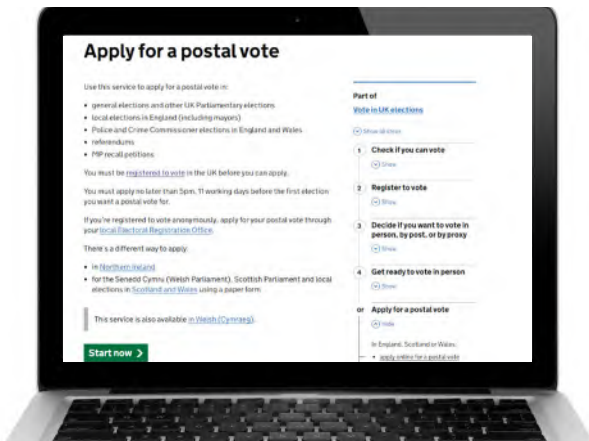 Apply for a postal vote
Use this service to apply for a postal vote in:
• general elections and other UK Parliamentary elections
• local elections in England (including mayors)
• Police and Crime Commissioner elections in England and Wales
• referendums
• MP recall petitions
You must be registered to vote in the UK before you can apply.
You must apply no later than 5pm, 11 working days before the first election
you want a postal vote for.
If you're registered to vote anonymously, apply for your postal vote through
your local Electoral Registration Office.
There's a different way to apply:
• in Northern Ireland
• for the Senedd Cymru (Welsh Parliament), Scottish Parliament and local
elections in Scotland and Wales using a paper form
This service is also available in Welsh (Cymraeg).
Start now
Part of
Vote in UK elections
Show all steps
1 Check if you can vote
Show
2 Register to vote
Show
3 Decide if you want to vote in
person, by post, or by proxy
Show
4 Get ready to vote in person
Show
or Apply for a postal vote
In England, Scotland or Wales:
• apply online for a postal vote